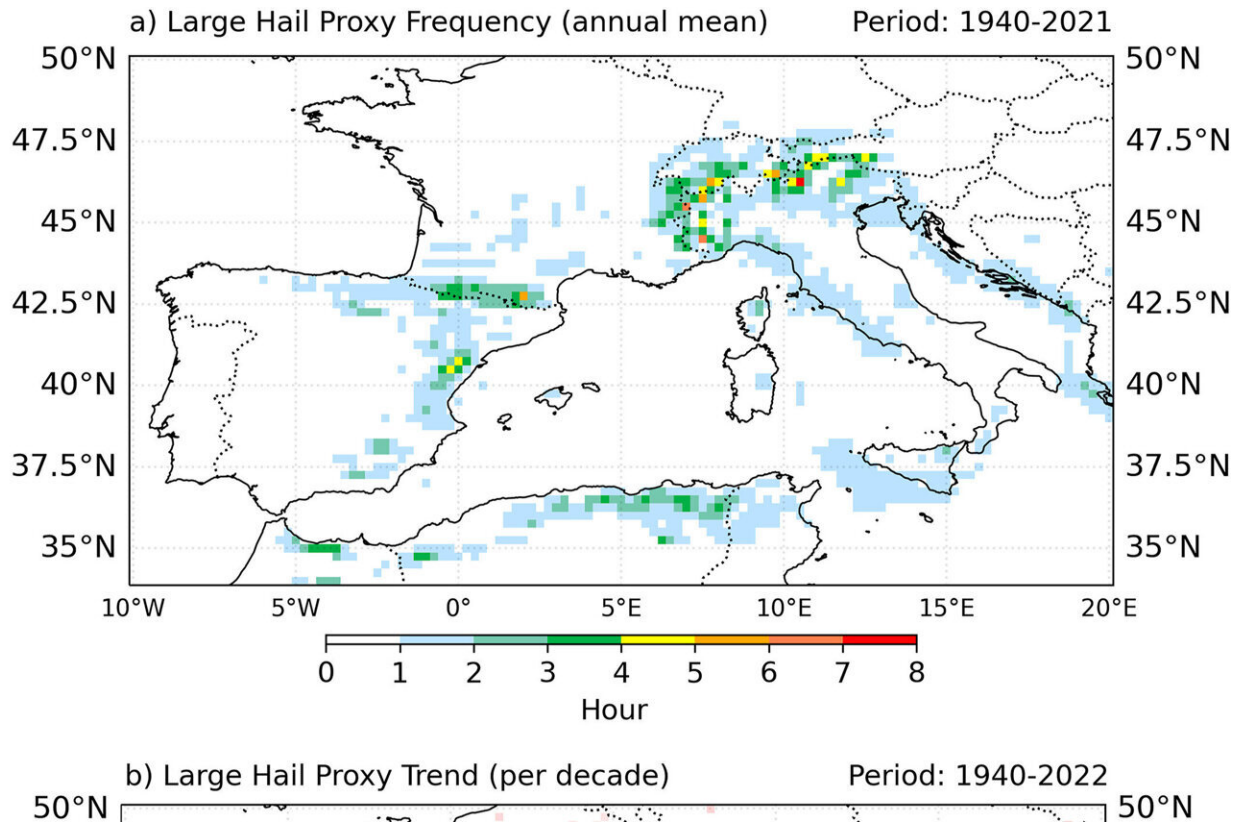 a) Large Hail Proxy Frequency (annual mean) Period: 1940-2021
50°N 50°N
47.5°N 47.5°N
45°N 45°N
42.5°N 42.5°N
40°N 40°N
37.5°N 37.5°N
35°N 35°N
10°W 5°W 0° 5°E 10°E 15°E 20°E
0 1 2 3 4 5 6 7 8
Hour
b) Large Hail Proxy Trend (per decade) Period: 1940-2022
50°N 50°N